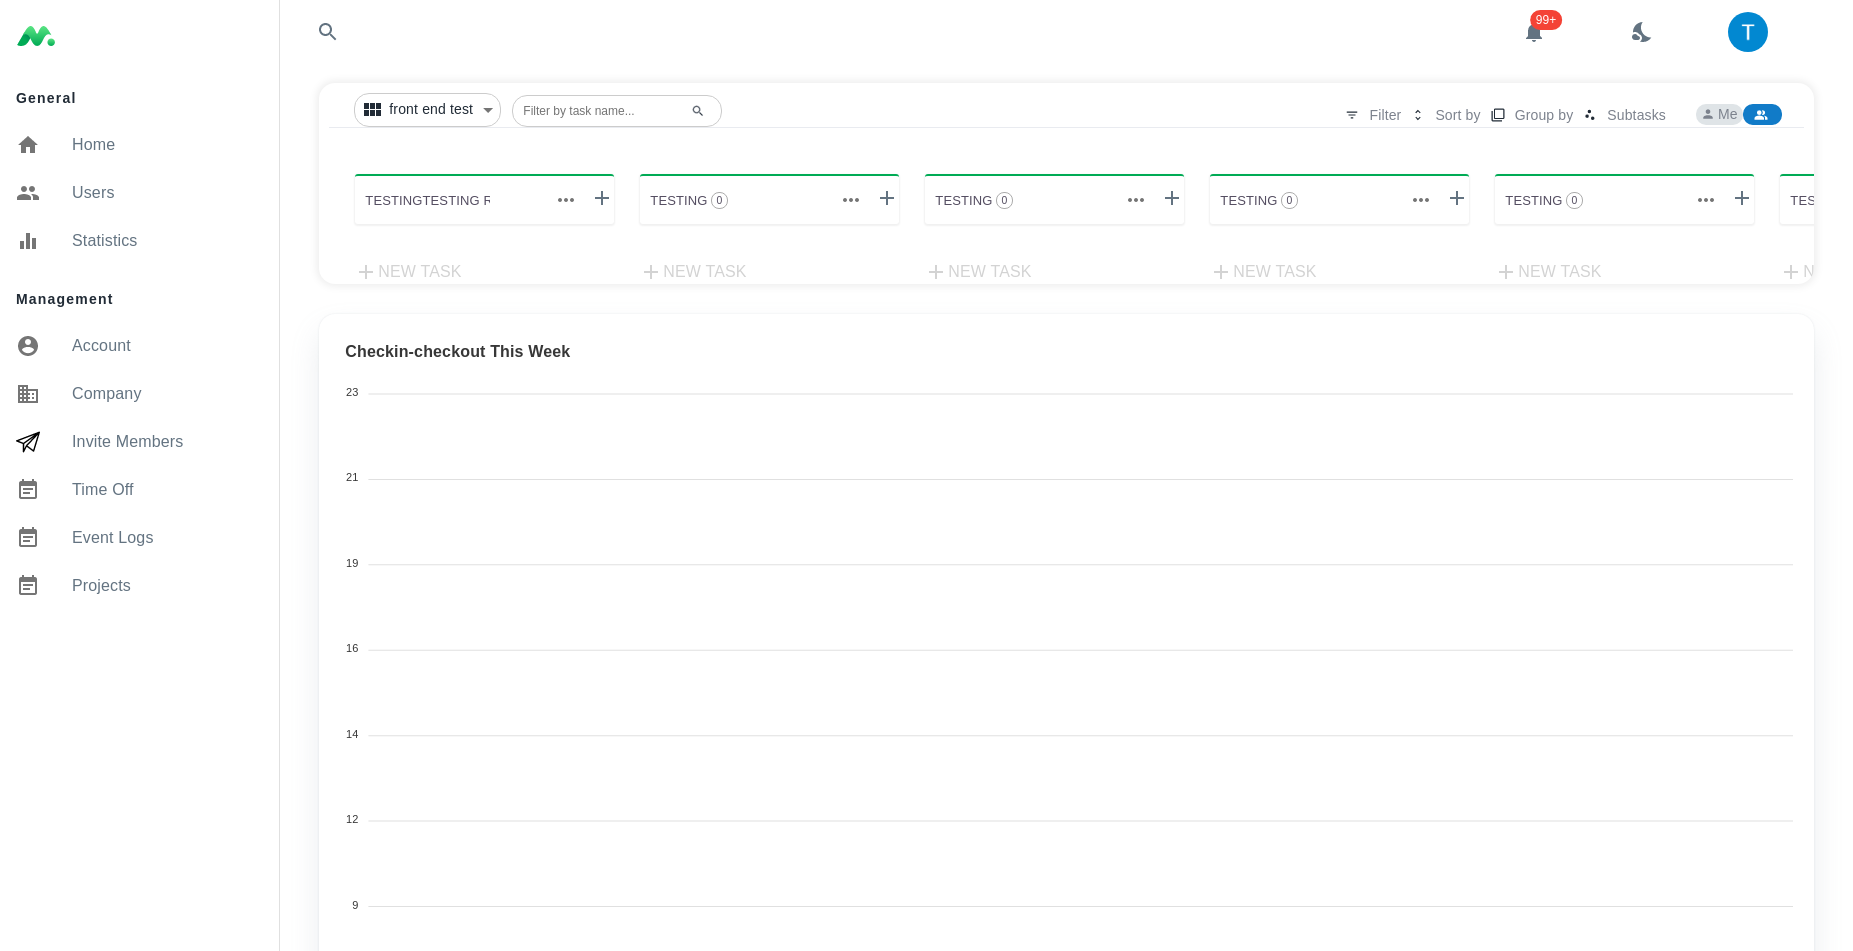 99+
T
General
Home
Users
Statistics
Management
Account
Company
Invite Members
Time Off
Event Logs
Projects
front end test
Filter by task name...
Filter
Sort by
Group by
Subtasks
Me
TESTINGTESTING R
TESTING 0
TESTING 0
TESTING 0
TESTING 0
TES
NEW TASK
NEW TASK
NEW TASK
NEW TASK
NEW TASK
N
Checkin-checkout This Week
23
21
19
16
14
12
9